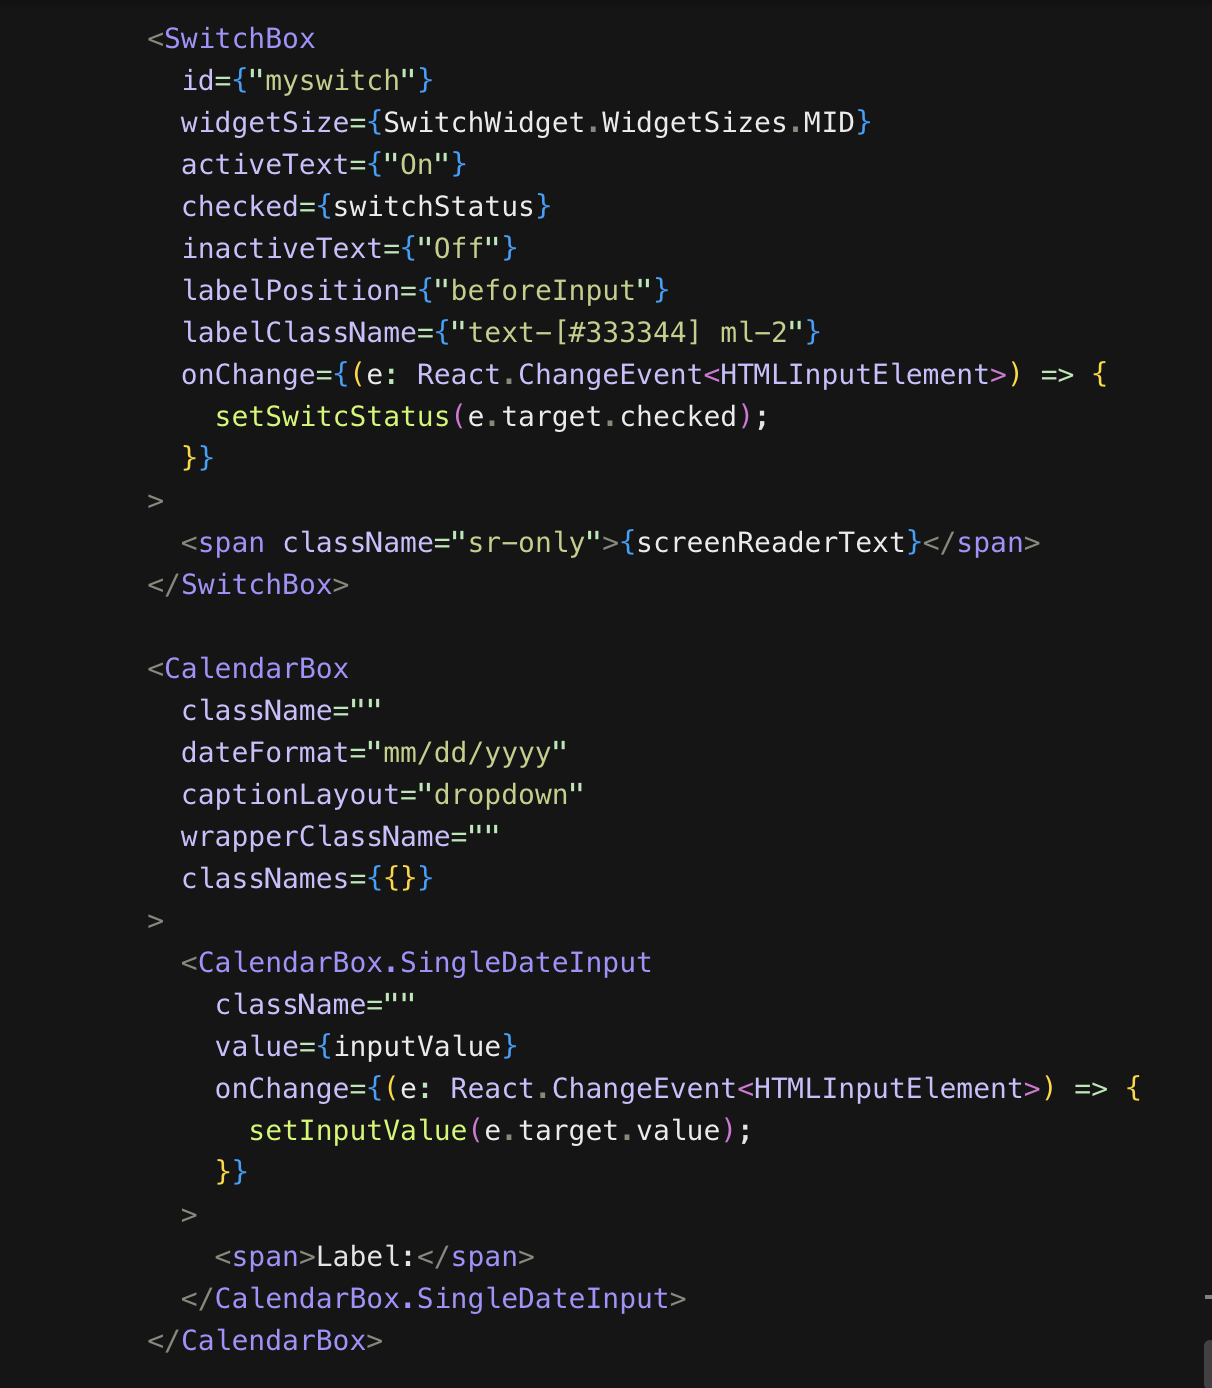 <SwitchBox
id={"myswitch"}
widgetSize={SwitchWidget.WidgetSizes.MID}
activeText={"On"}
checked={switchStatus}
inactiveText={"Off"}
labelPosition={"beforeInput"}
labelClassName={"text-[#333344] ml-2"}
onChange={(e: React.ChangeEvent<HTMLInputElement>) => {
setSwitcStatus(e.target.checked);
}}
>
<span className="sr-only">{screenReaderText}</span>
</SwitchBox>
<CalendarBox
className=""
dateFormat="mm/dd/yyyy"
captionLayout="dropdown"
wrapperClassName=""
classNames={{}}
>
<CalendarBox.SingleDateInput
className=""
value={inputValue}
onChange={(e: React.ChangeEvent<HTMLInputElement>) => {
setInputValue(e.target.value);
}}
>
<span>Label:</span>
</CalendarBox.SingleDateInput>
</CalendarBox>